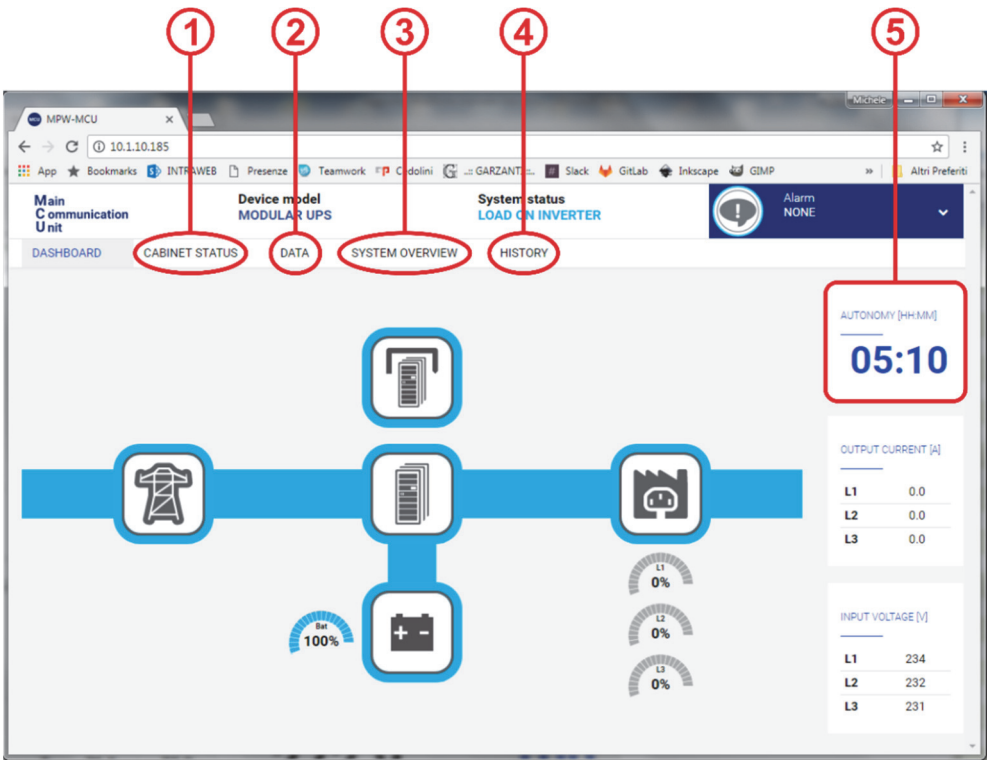 1 2 3 4 5
Michele
MPW-MCU
10.1.10.185
App Bookmarks INTRAWEB Presenze Teamwork ..:: GARZANTI ::.. Slack GitLab Inkscape GIMP » Altri Preferiti
Main Communication Unit
Device model
MODULAR UPS
System status
LOAD ON INVERTER
Alarm
NONE
DASHBOARD CABINET STATUS DATA SYSTEM OVERVIEW HISTORY
AUTONOMY [HH:MM]
05:10
OUTPUT CURRENT [A]
L1 0.0
L2 0.0
L3 0.0
INPUT VOLTAGE [V]
L1 234
L2 232
L3 231
Bat
100%
L1
0%
L2
0%
L3
0%